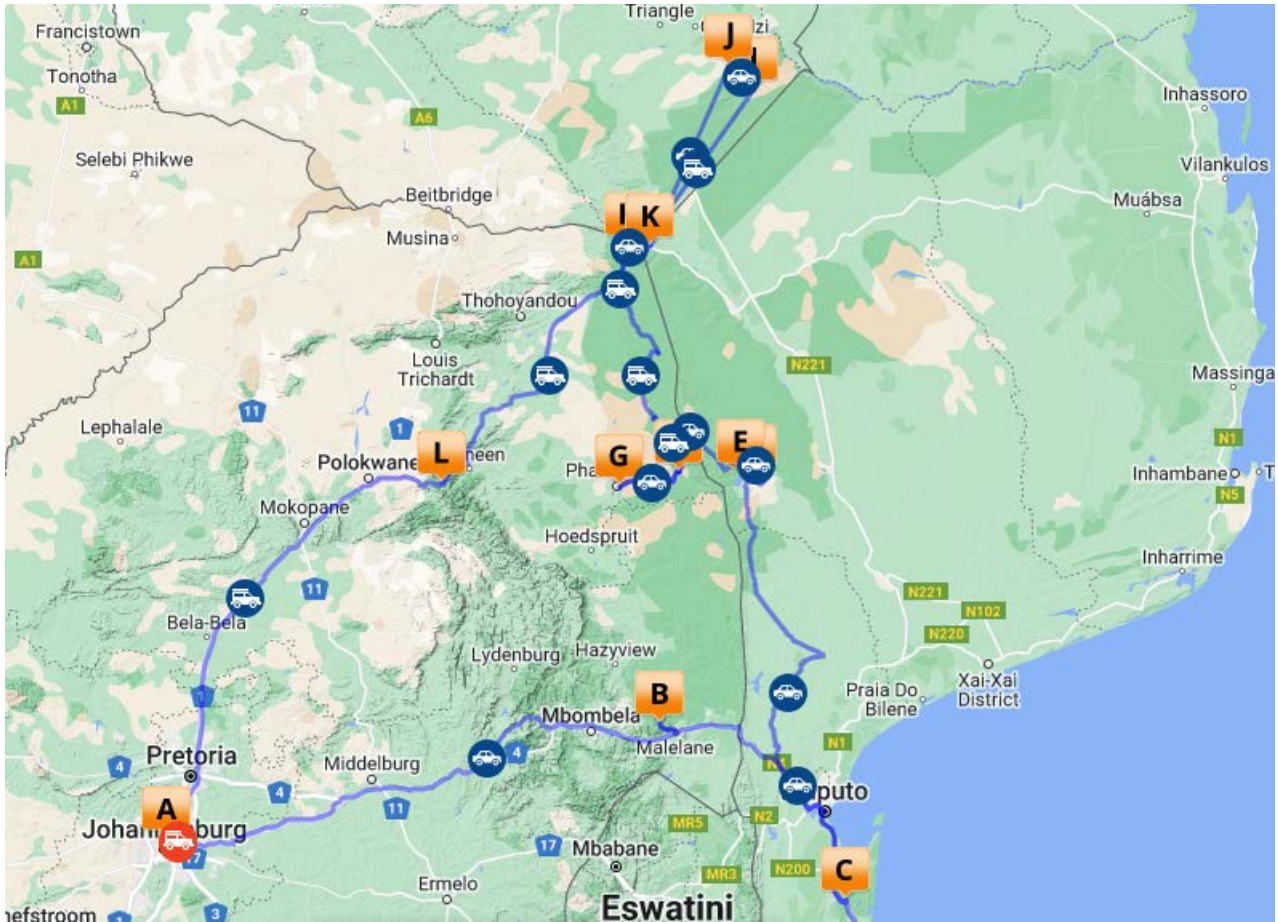 Triangle
Francistown
J
Tonotha
A1
Inhassoro
A6
Selebi Phikwe
Vilankulos
Beitbridge
Muábsa
I
K
Musina
A1
Thohoyandou
Louis
Trichardt
N221
Massinga
11
1
Lephalale
N1
E
L
G
Polokwane
Inhambane
N5
Mokopane
Hoedspruit
Inharrime
11
N221
N102
Bela-Bela
N220
Lydenburg
Hazyview
Xai-Xai
District
Praia Do
Bilene
1
B
Mbombela
Malelane
N1
Pretoria
4
4
Middelburg
4
A
11
N2
MR5
17
Mbabane
MR3
N200
C
Ermelo
3
Eswatini